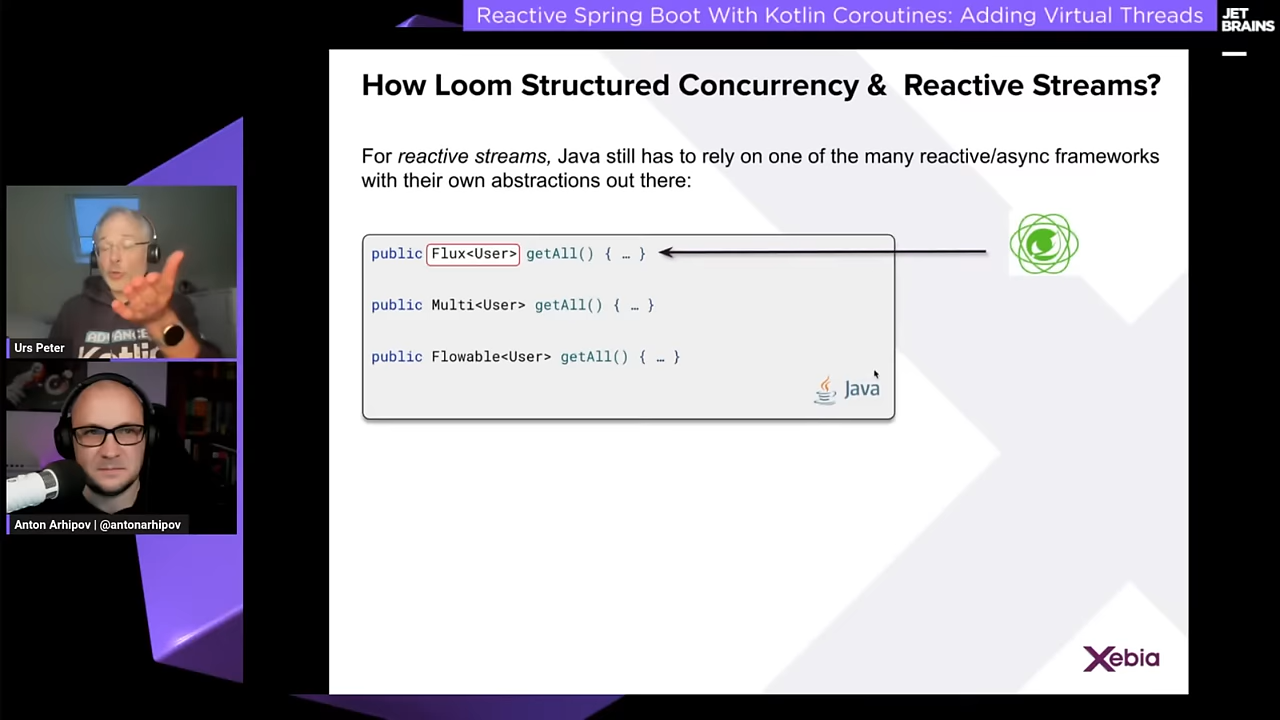 Reactive Spring Boot With Kotlin Coroutines: Adding Virtual Threads
JET
BRAINS
How Loom Structured Concurrency & Reactive Streams?
For reactive streams, Java still has to rely on one of the many reactive/async frameworks
with their own abstractions out there:
public Flux<User> getAll() { … }
public Multi<User> getAll() { … }
public Flowable<User> getAll() { … }
Java
ADVANCE
Kotlin
Urs Peter
Anton Arhipov | @antonarhipov
Xebia